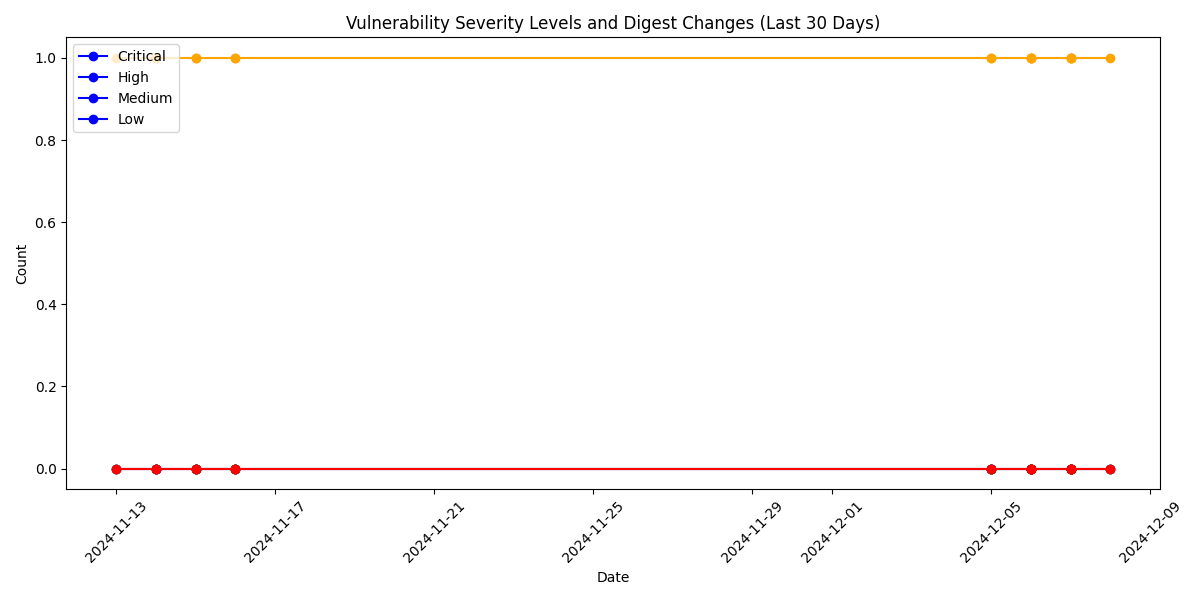 Vulnerability Severity Levels and Digest Changes (Last 30 Days)
Critical
High
Medium
Low
Count
1.0
0.8
0.6
0.4
0.2
0.0
2024-11-13
2024-11-17
2024-11-21
2024-11-25
2024-11-29
2024-12-01
2024-12-05
2024-12-09
Date